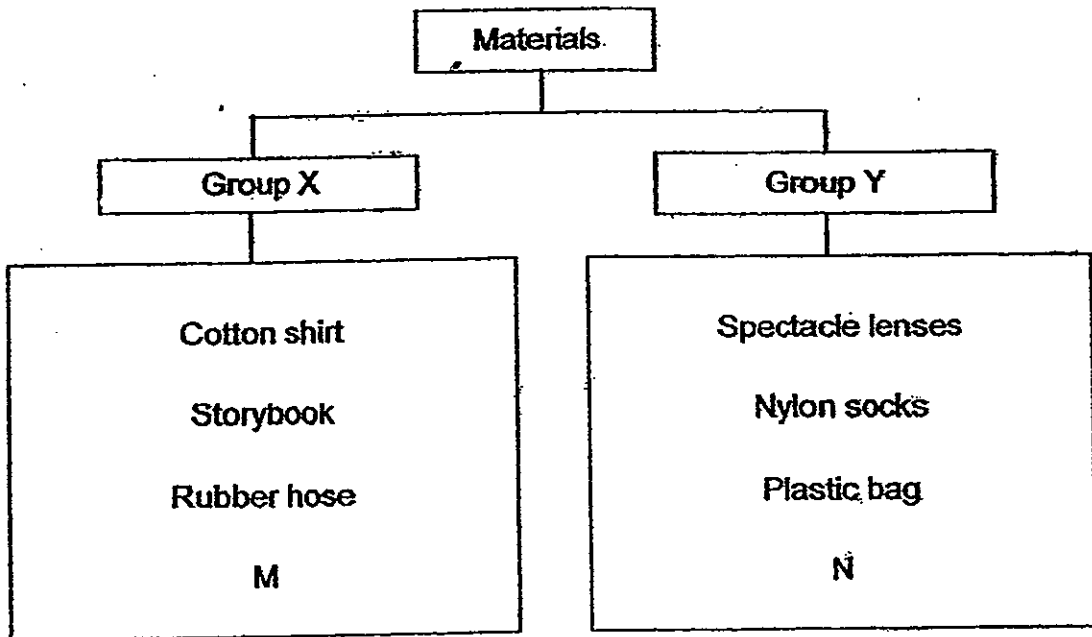 Materials
Group X
Group Y
Cotton shirt
Storybook
Rubber hose
M
Spectacle lenses
Nylon socks
Plastic bag
N